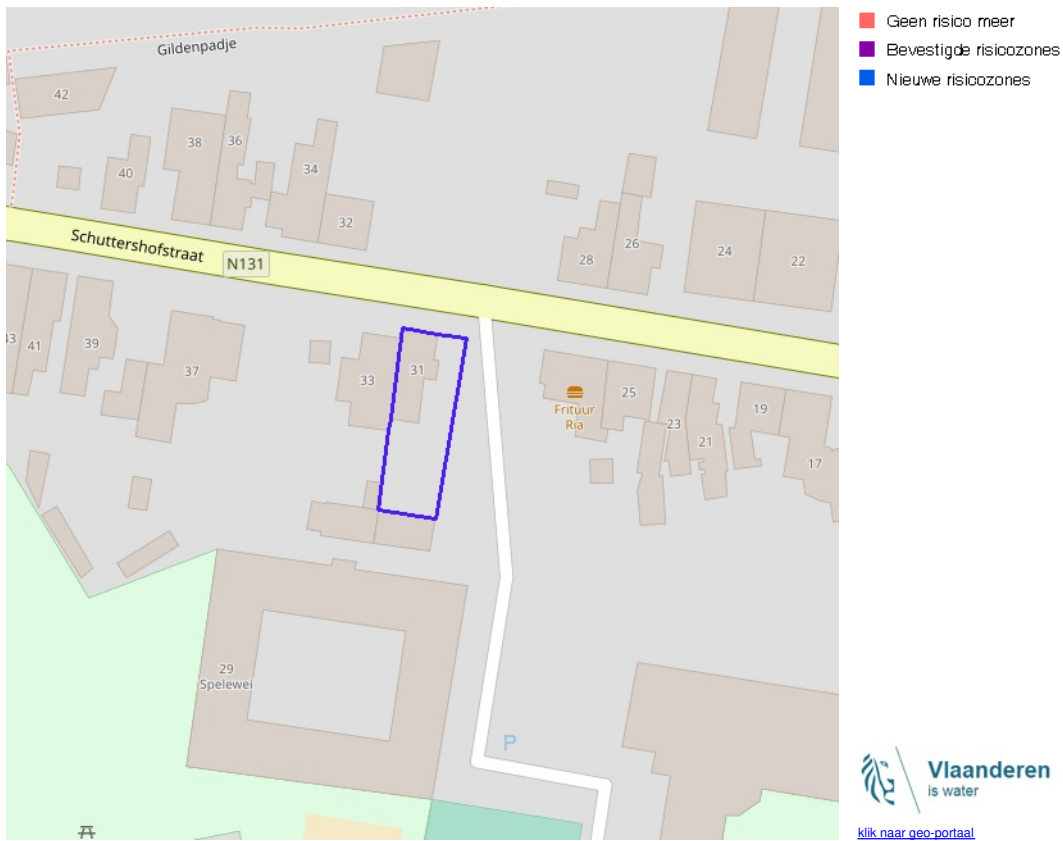 Gildenpadje
Geen risico meer
Bevestigde risicozones
Nieuwe risicozones
42
38
36
34
40
32
Schuttershofstraat
N131
28
26
24
22
43
41
39
37
33
31
Frituur
Ria
25
23
21
19
17
29
Spelewei
P
Vlaanderen
is water
klik naar geo-portaal